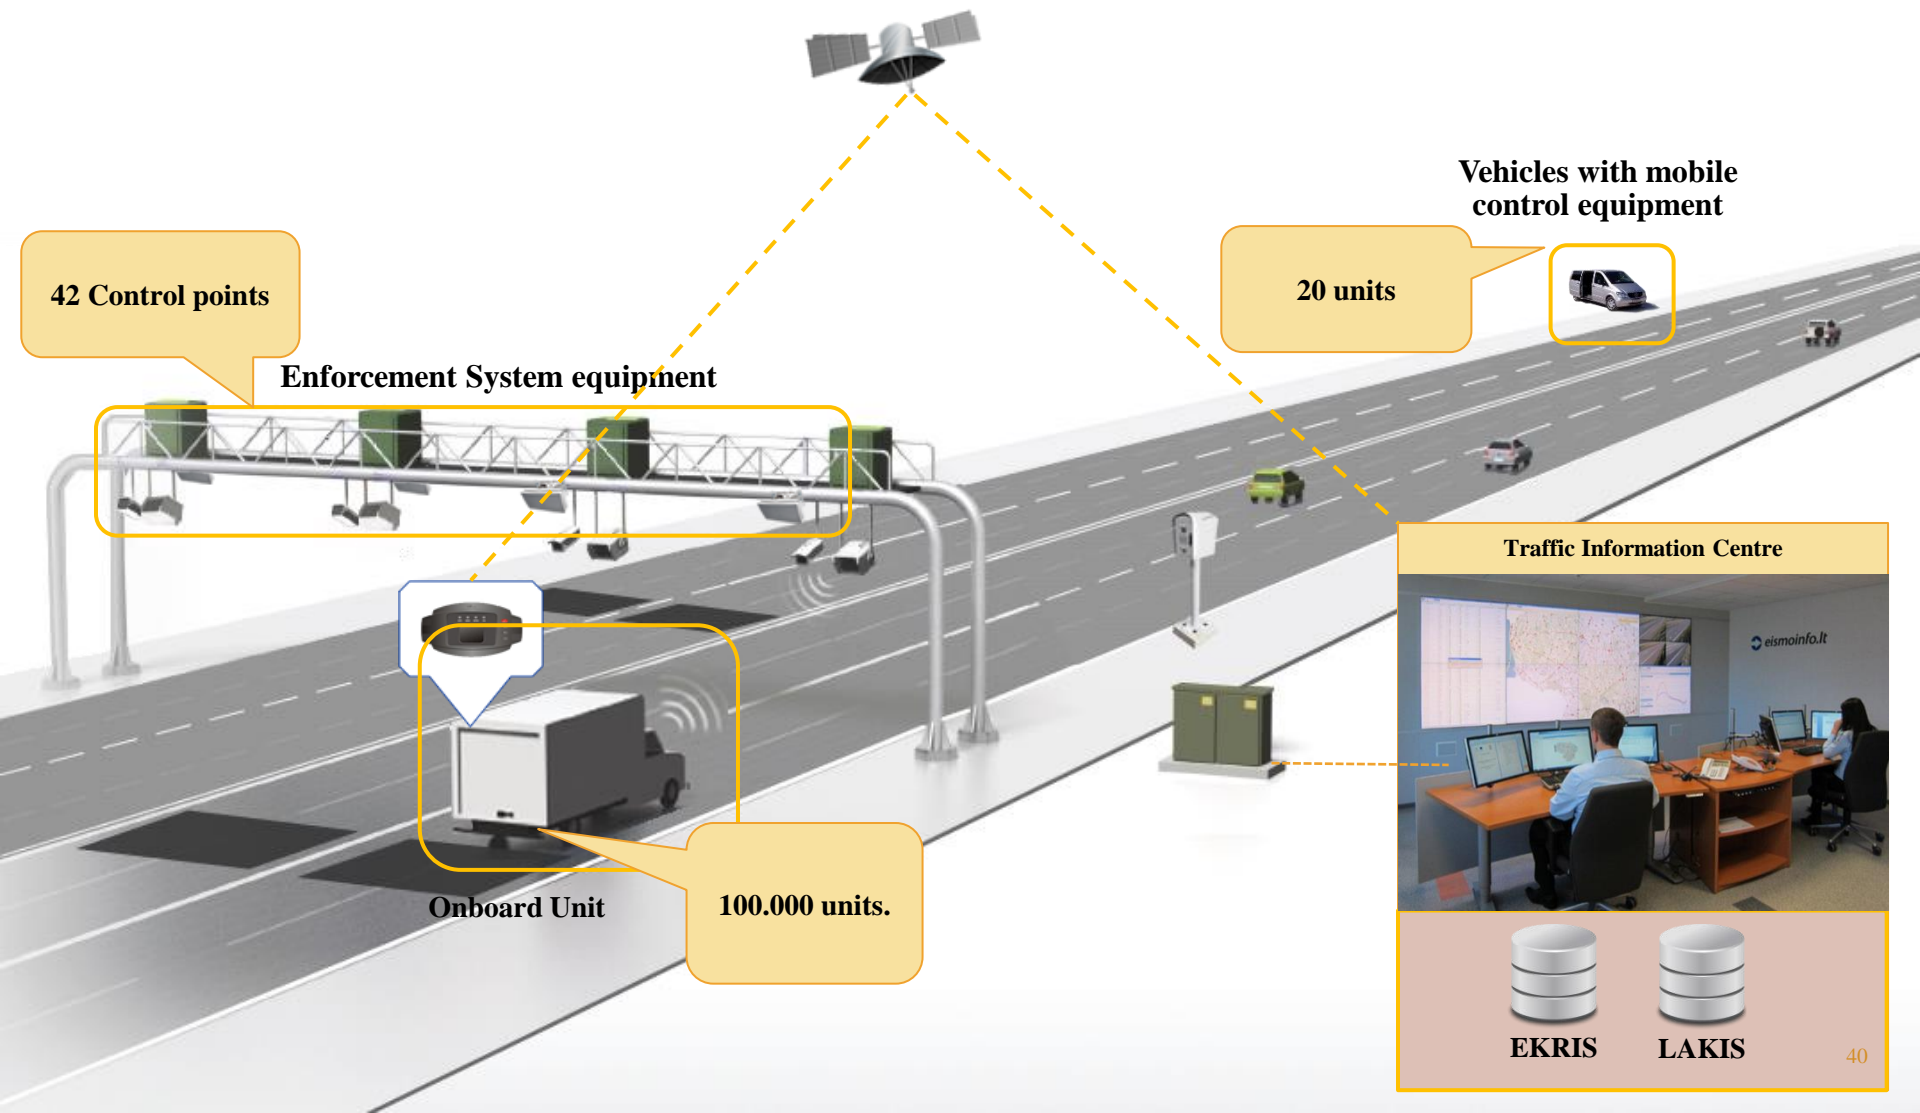 Vehicles with mobile
control equipment
42 Control points
20 units
Enforcement System equipment
Traffic Information Centre
eismoinfo.lt
Onboard Unit
100.000 units.
EKRIS
LAKIS
40